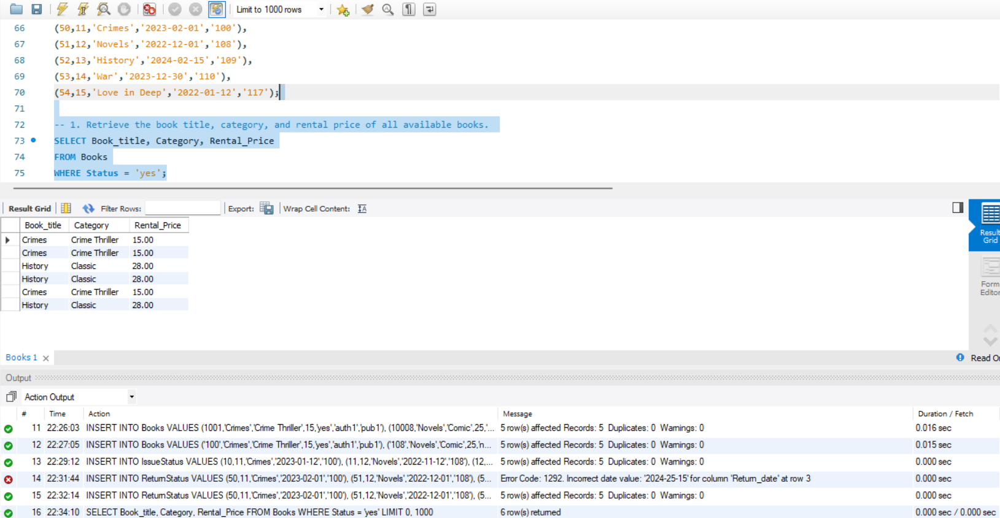 Limit to 1000 rows
66 (50,11,'Crimes','2023-02-01','100'),
67 (51,12,'Novels','2022-12-01','108'),
68 (52,13,'History','2024-02-15','109'),
69 (53,14,'War','2023-12-30','110'),
70 (54,15,'Love in Deep','2022-01-12','117');
71
72 -- 1. Retrieve the book title, category, and rental price of all available books.
73 SELECT Book_title, Category, Rental_Price
74 FROM Books
75 WHERE Status = 'yes';
Result Grid Filter Rows: Export: Wrap Cell Content: IA
Book_title Category Rental_Price
Crimes Crime Thriller 15.00
Crimes Crime Thriller 15.00
History Classic 28.00
History Classic 28.00
Crimes Crime Thriller 15.00
History Classic 28.00
Result
Grid
Form
Editor
Books 1 Read On
Output
Action Output
# Time Action Message Duration / Fetch
11 22:26:03 INSERT INTO Books VALUES (1001,'Crimes','Crime Thriller',15,'yes','auth1','pub1'), (10008,'Novels','Comic',25,'... 5 row(s) affected Records: 5 Duplicates: 0 Warnings: 0 0.016 sec
12 22:27:05 INSERT INTO Books VALUES ('100','Crimes','Crime Thriller',15,'yes','auth1','pub1'), ('108','Novels','Comic',25,'n... 5 row(s) affected Records: 5 Duplicates: 0 Warnings: 0 0.015 sec
13 22:29:12 INSERT INTO IssueStatus VALUES (10,11,'Crimes','2023-01-12','100'), (11,12,'Novels','2022-11-12','108'), (12,... 5 row(s) affected Records: 5 Duplicates: 0 Warnings: 0 0.000 sec
14 22:31:44 INSERT INTO ReturnStatus VALUES (50,11,'Crimes','2023-02-01','100'), (51,12,'Novels','2022-12-01','108'), (5... Error Code: 1292. Incorrect date value: '2024-25-15' for column 'Return_date' at row 3 0.000 sec
15 22:32:14 INSERT INTO ReturnStatus VALUES (50,11,'Crimes','2023-02-01','100'), (51,12,'Novels','2022-12-01','108'), (5... 5 row(s) affected Records: 5 Duplicates: 0 Warnings: 0 0.000 sec
16 22:34:10 SELECT Book_title, Category, Rental_Price FROM Books WHERE Status = 'yes' LIMIT 0, 1000 6 row(s) returned 0.000 sec / 0.000 sec